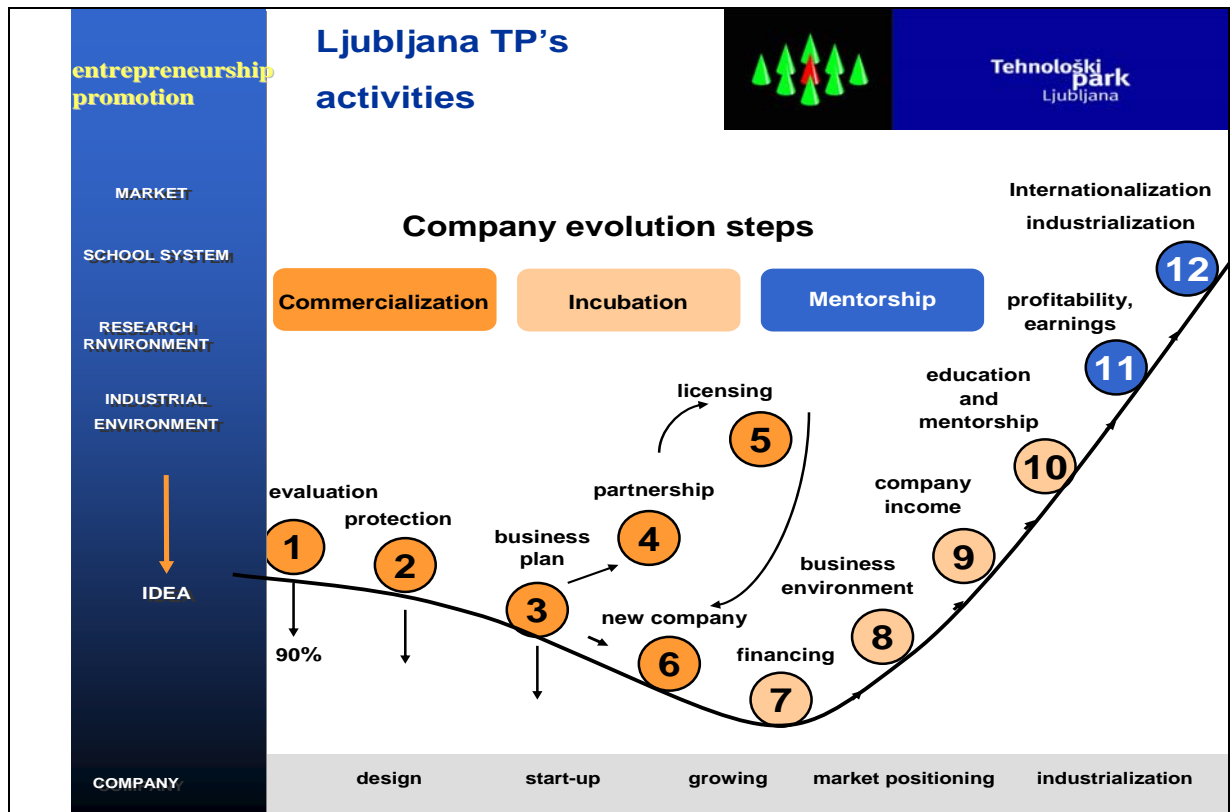 entrepreneurship
promotion
MARKET
SCHOOL SYSTEM
RESEARCH
RNVIRONMENT
INDUSTRIAL
ENVIRONMENT
IDEA
COMPANY
Ljubljana TP's
activities
Tehnološki
park
Ljubljana
Company evolution steps
Commercialization
Incubation
Mentorship
evaluation
1
90%
protection
2
business
plan
3
partnership
4
licensing
5
new company
6
financing
7
business
environment
8
company
income
9
education
and
mentorship
10
profitability,
earnings
11
Internationalization
industrialization
12
design
start-up
growing
market positioning
industrialization